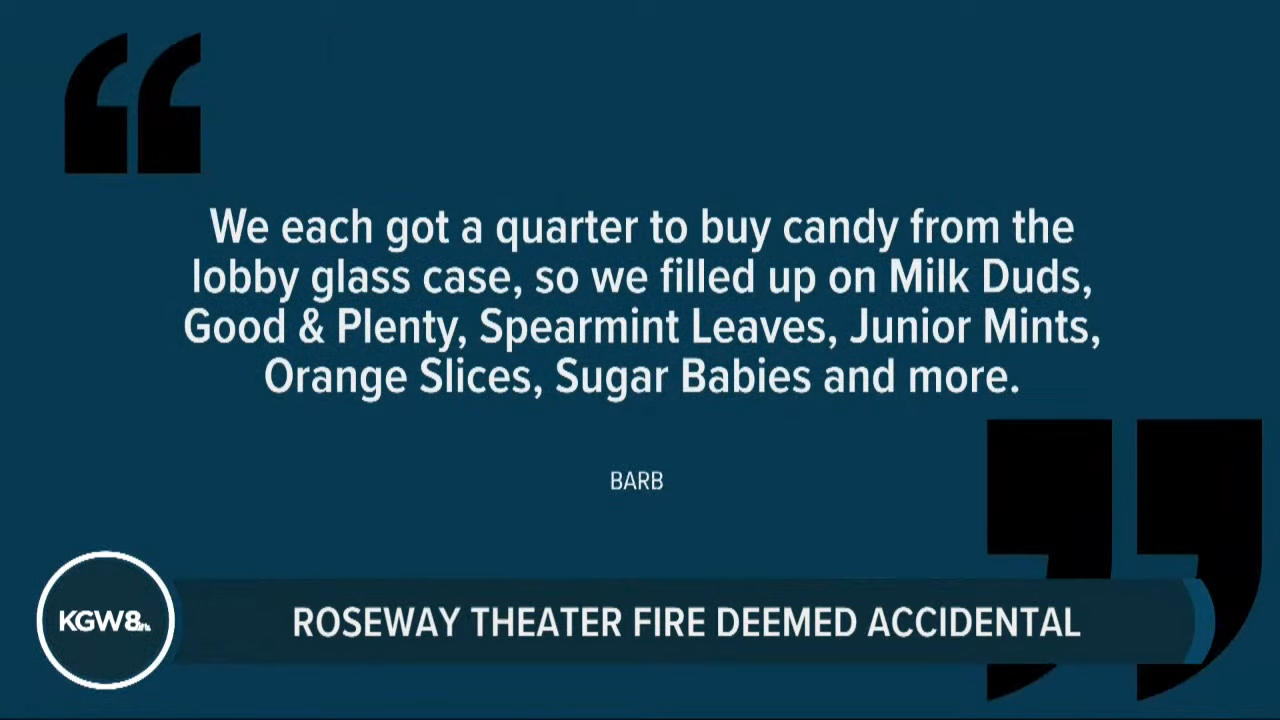 We each got a quarter to buy candy from the
lobby glass case, so we filled up on Milk Duds,
Good & Plenty, Spearmint Leaves, Junior Mints,
Orange Slices, Sugar Babies and more.
BARB
KGW8
ROSEWAY THEATER FIRE DEEMED ACCIDENTAL